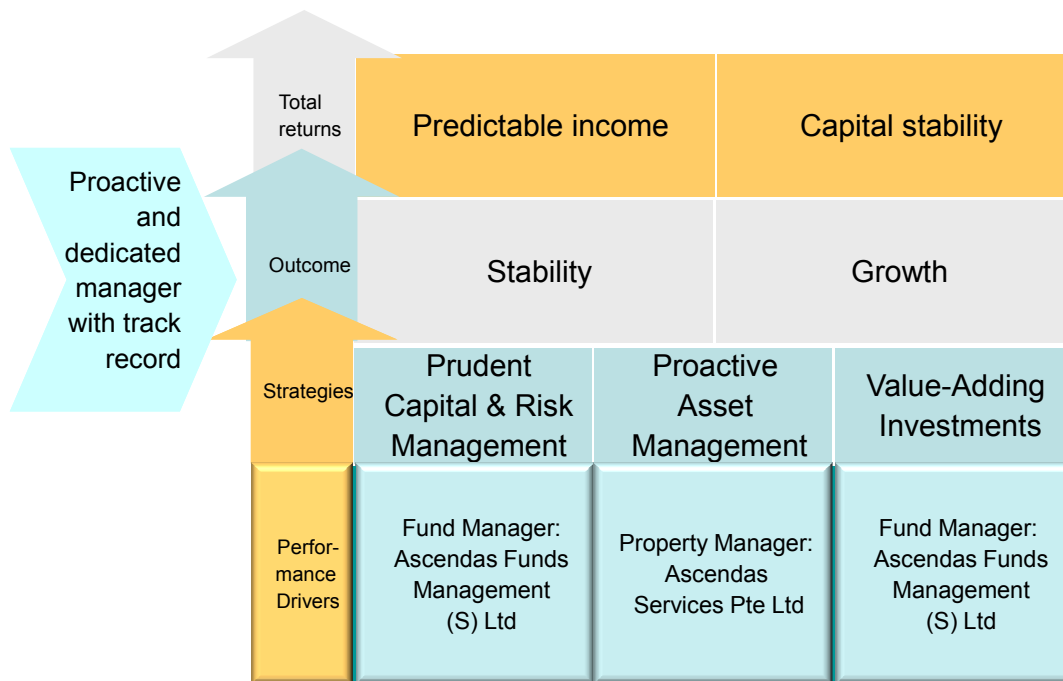 Total
returns
Predictable income
Capital stability
Proactive
and
dedicated
manager
with track
record
Outcome
Stability
Growth
Strategies
Prudent
Capital & Risk
Management
Proactive
Asset
Management
Value-Adding
Investments
Perfor-
mance
Drivers
Fund Manager:
Ascendas Funds
Management
(S) Ltd
Property Manager:
Ascendas
Services Pte Ltd
Fund Manager:
Ascendas Funds
Management
(S) Ltd